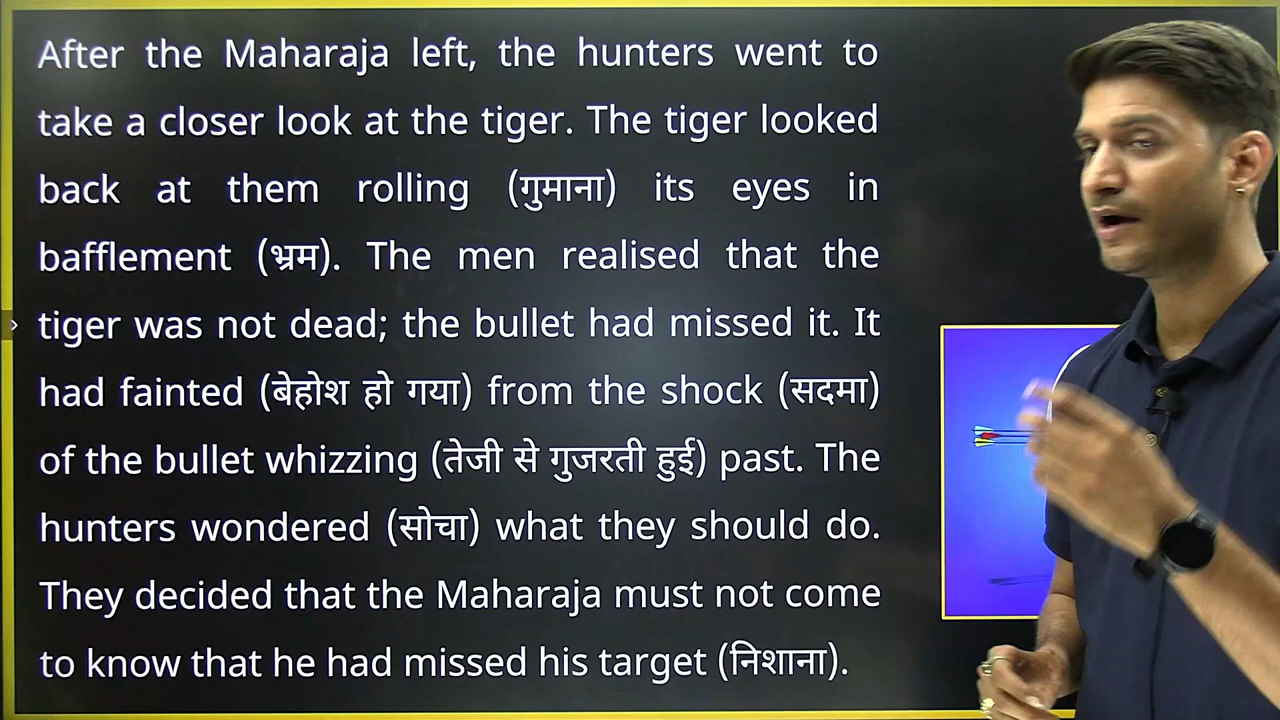 After the Maharaja left, the hunters went to
take a closer look at the tiger. The tiger looked
back at them rolling (गुमाना) its eyes in
bafflement (भ्रम). The men realised that the
tiger was not dead; the bullet had missed it. It
had fainted (बेहोश हो गया) from the shock (सदमा)
of the bullet whizzing (तेजी से गुजरती हुई) past. The
hunters wondered (सोचा) what they should do.
They decided that the Maharaja must not come
to know that he had missed his target (निशाना).